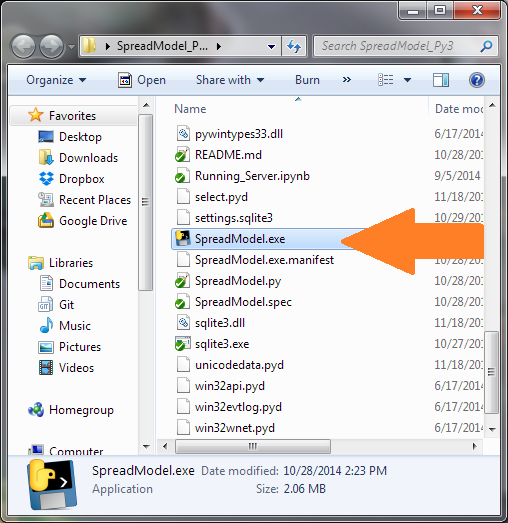 SpreadModel_P...
Search SpreadModel_Py3
Organize Open Share with Burn »
Favorites
Desktop
Downloads
Dropbox
Recent Places
Google Drive
Libraries
Documents
Git
Music
Pictures
Videos
Homegroup
Computer
Name Date mod
pywintypes33.dll 6/17/2014
README.md 10/28/201
Running_Server.ipynb 9/5/2014
select.pyd 11/18/201
settings.sqlite3 10/29/201
SpreadModel.exe
SpreadModel.exe.manifest 10/28/201
SpreadModel.py 10/28/201
SpreadModel.spec 10/28/201
sqlite3.dll 11/18/201
sqlite3.exe 10/27/201
unicodedata.pyd 11/18/201
win32api.pyd 6/17/2014
win32evtlog.pyd 6/17/2014
win32wnet.pyd 6/17/2014
SpreadModel.exe Date modified: 10/28/2014 2:23 PM
Application Size: 2.06 MB